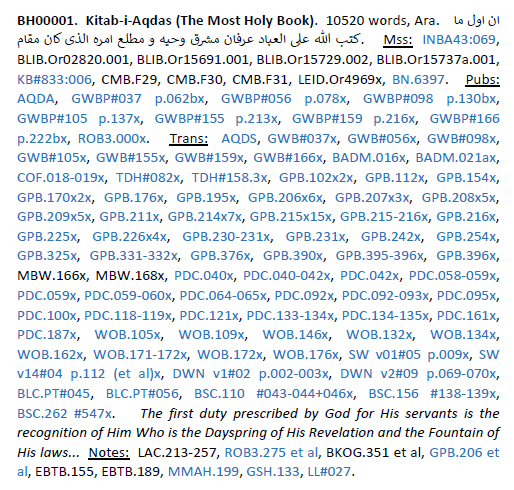 BH00001. Kitab-i-Aqdas (The Most Holy Book). 10520 words, Ara. ان اول ما
كتب الله على العباد عرفان مشرق وحيه و مطلع امره الذى كان مقام. Mss: INBA43:069,
BLIB.Or02820.001, BLIB.Or15691.001, BLIB.Or15729.002, BLIB.Or15737a.001,
KB#833:006, CMB.F29, CMB.F30, CMB.F31, LEID.Or4969x, BN.6397. Pubs:
AQDA, GWBP#037 p.062bx, GWBP#056 p.078x, GWBP#098 p.130bx,
GWBP#105 p.137x, GWBP#155 p.213x, GWBP#159 p.216x, GWBP#166
p.222bx, ROB3.000x. Trans: AQDS, GWB#037x, GWB#056x, GWB#098x,
GWB#105x, GWB#155x, GWB#159x, GWB#166x, BADM.016x, BADM.021ax,
COF.018-019x, TDH#082x, TDH#158.3x, GPB.102x2x, GPB.112x, GPB.154x,
GPB.170x2x, GPB.176x, GPB.195x, GPB.206x6x, GPB.207x3x, GPB.208x5x,
GPB.209x5x, GPB.211x, GPB.214x7x, GPB.215x15x, GPB.215-216x, GPB.216x,
GPB.225x, GPB.226x4x, GPB.230-231x, GPB.231x, GPB.242x, GPB.254x,
GPB.325x, GPB.331-332x, GPB.376x, GPB.390x, GPB.395-396x, GPB.396x,
MBW.166x, MBW.168x, PDC.040x, PDC.040-042x, PDC.042x, PDC.058-059x,
PDC.059x, PDC.059-060x, PDC.064-065x, PDC.092x, PDC.092-093x, PDC.095x,
PDC.100x, PDC.118-119x, PDC.121x, PDC.133-134x, PDC.134-135x, PDC.161x,
PDC.187x, WOB.105x, WOB.109x, WOB.146x, WOB.132x, WOB.134x,
WOB.162x, WOB.171-172x, WOB.172x, WOB.176x, SW v01#05 p.009x, SW
v14#04 p.112 (et al)x, DWN v1#02 p.002-003x, DWN v2#09 p.069-070x,
BLC.PT#045, BLC.PT#056, BSC.110 #043-044+046x, BSC.156 #138-139x,
BSC.262 #547x. The first duty prescribed by God for His servants is the
recognition of Him Who is the Dayspring of His Revelation and the Fountain of
His laws... Notes: LAC.213-257, ROB3.275 et al, BKOG.351 et al, GPB.206 et
al, EBTB.155, EBTB.189, MMAH.199, GSH.133, LL#027.